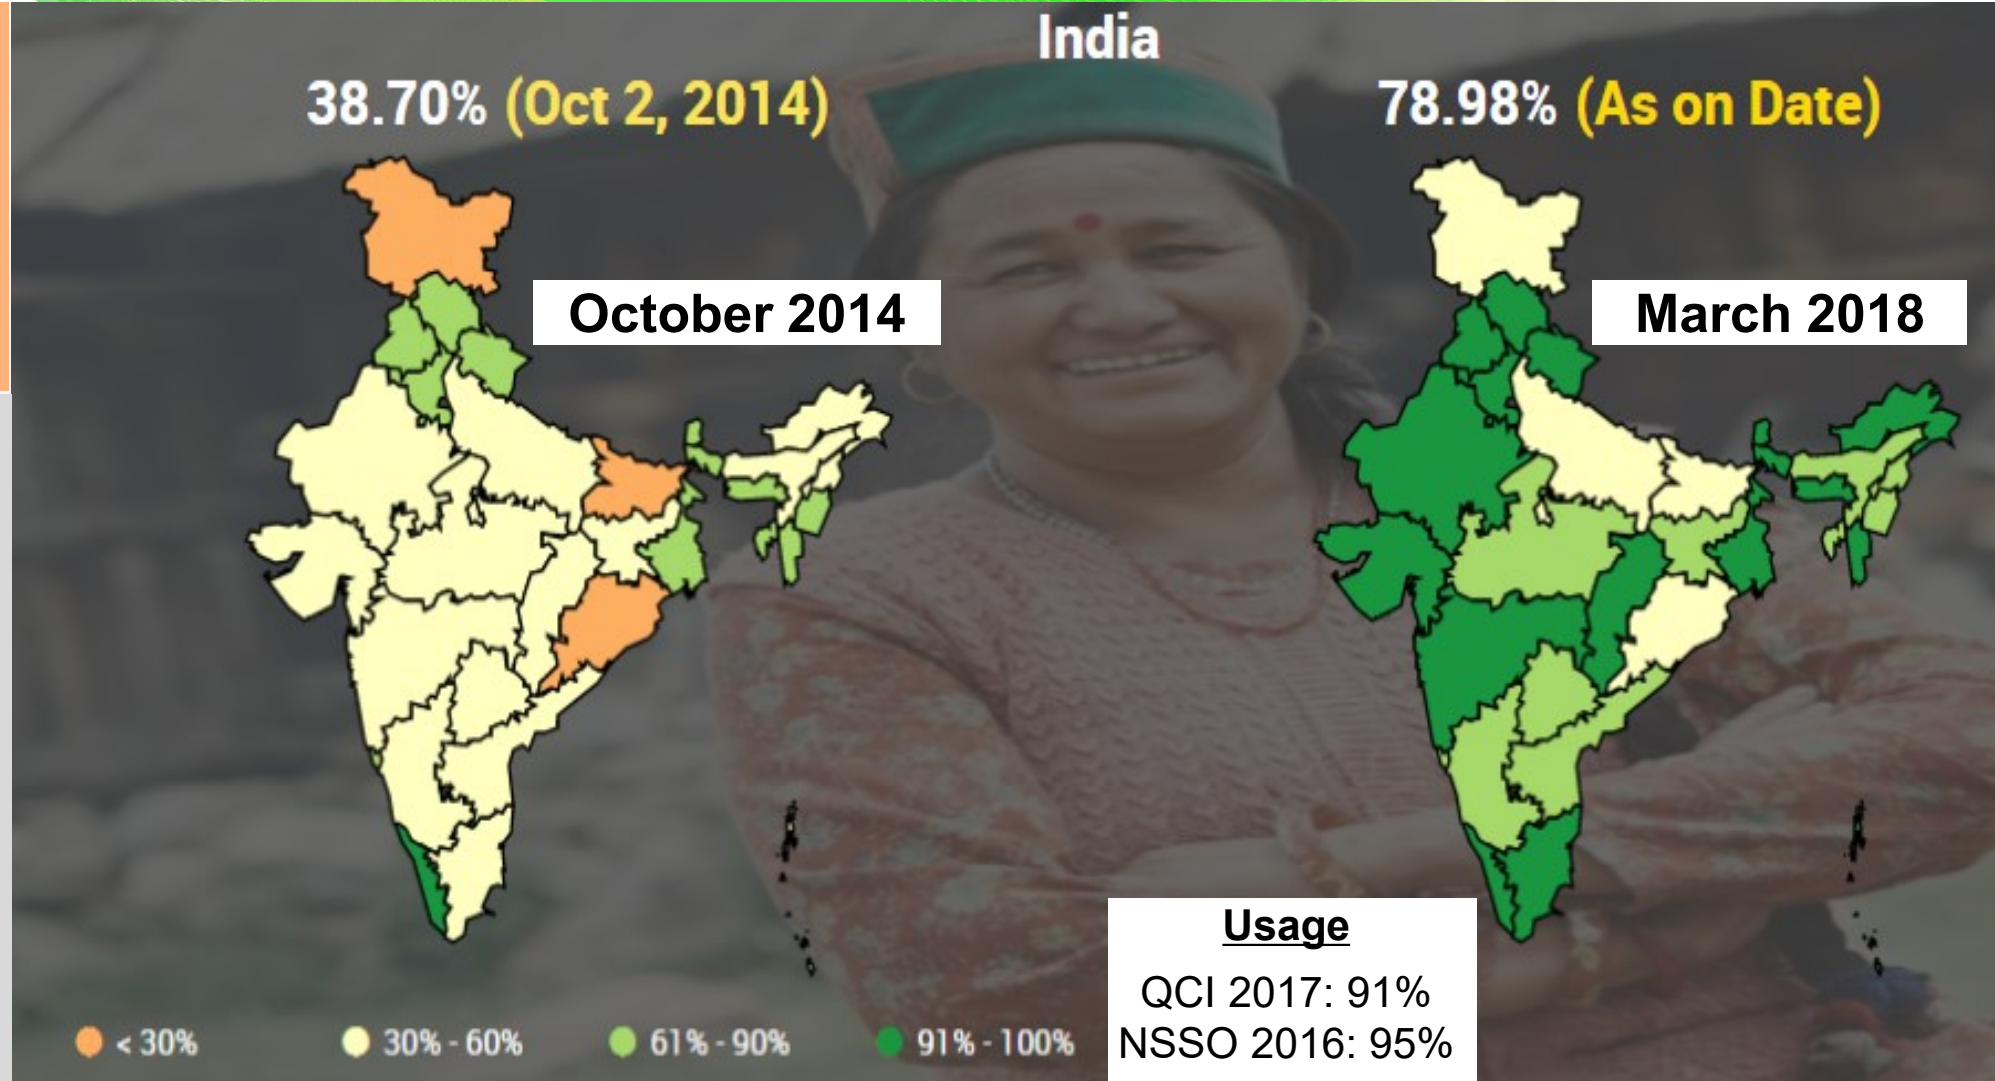 India
38.70% (Oct 2, 2014)
78.98% (As on Date)
October 2014
March 2018
Usage
QCI 2017: 91%
NSSO 2016: 95%
< 30%
30% - 60%
61% - 90%
91% - 100%